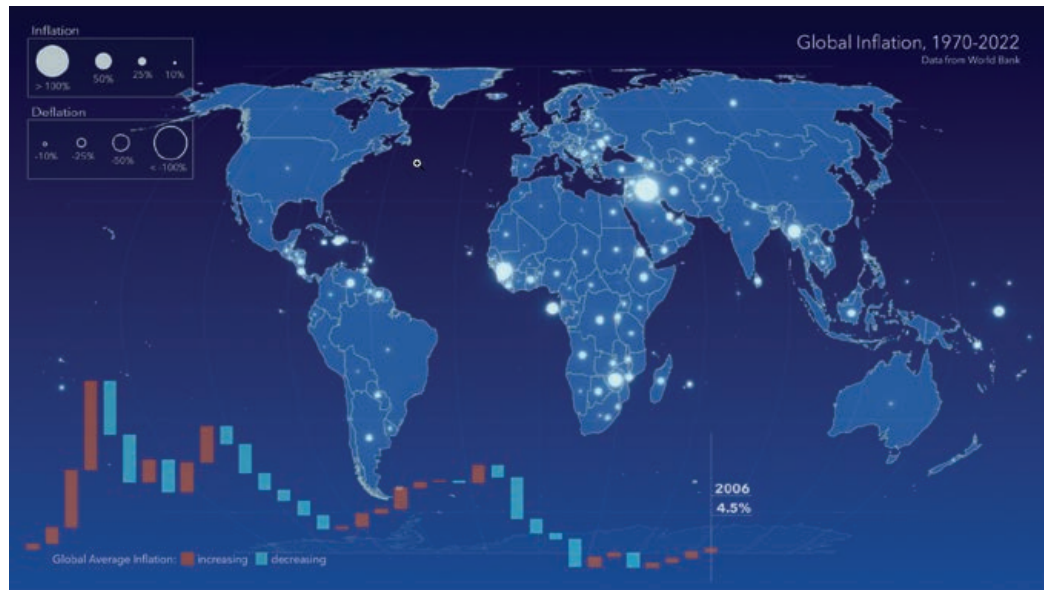 Inflation
> 100%
50%
25%
10%
Deflation
-10%
-25%
-50%
< -100%
Global Inflation, 1970-2022
Data from World Bank
2006
4.5%
Global Average Inflation: increasing decreasing